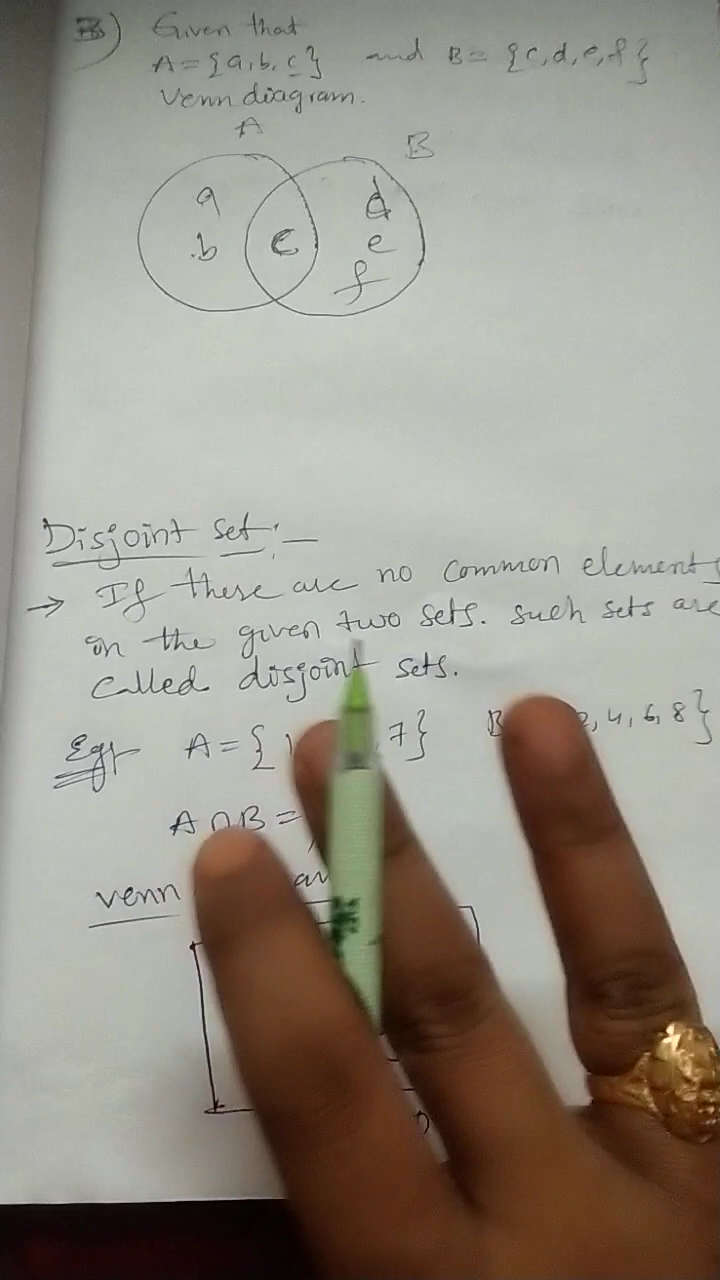 B) Given that
A = {a, b, c} and B = {c, d, e, f}
Venn diagram.
A
B
a
d
b
c
e
f
Disjoint set :-
→ If there are no common elements
in the given two sets. such sets are
called disjoint sets.
Eg:- A = { , 7} B , 4, 6, 8}
A ∩ B =
venn